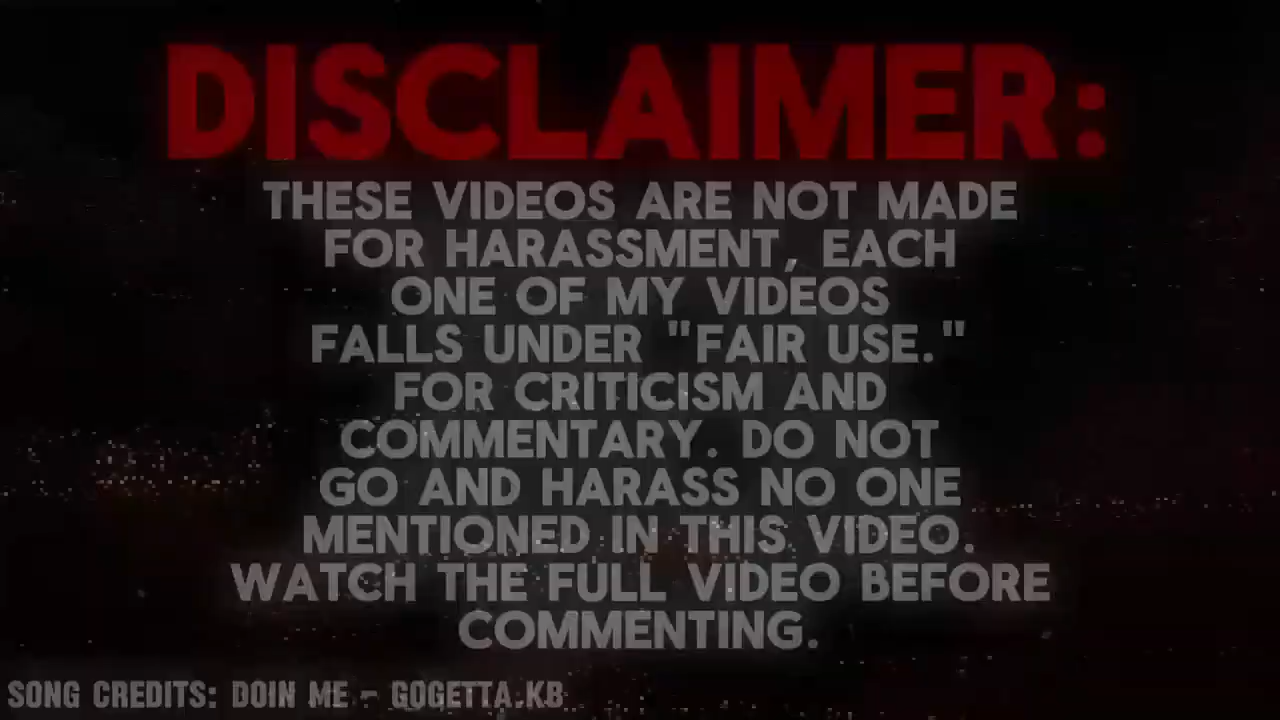 DISCLAIMER:
THESE VIDEOS ARE NOT MADE
FOR HARASSMENT, EACH
ONE OF MY VIDEOS
FALLS UNDER "FAIR USE."
FOR CRITICISM AND
COMMENTARY. DO NOT
GO AND HARASS NO ONE
MENTIONED IN THIS VIDEO.
WATCH THE FULL VIDEO BEFORE
COMMENTING.
SONG CREDITS: DOIN ME - GOGETTA.KB